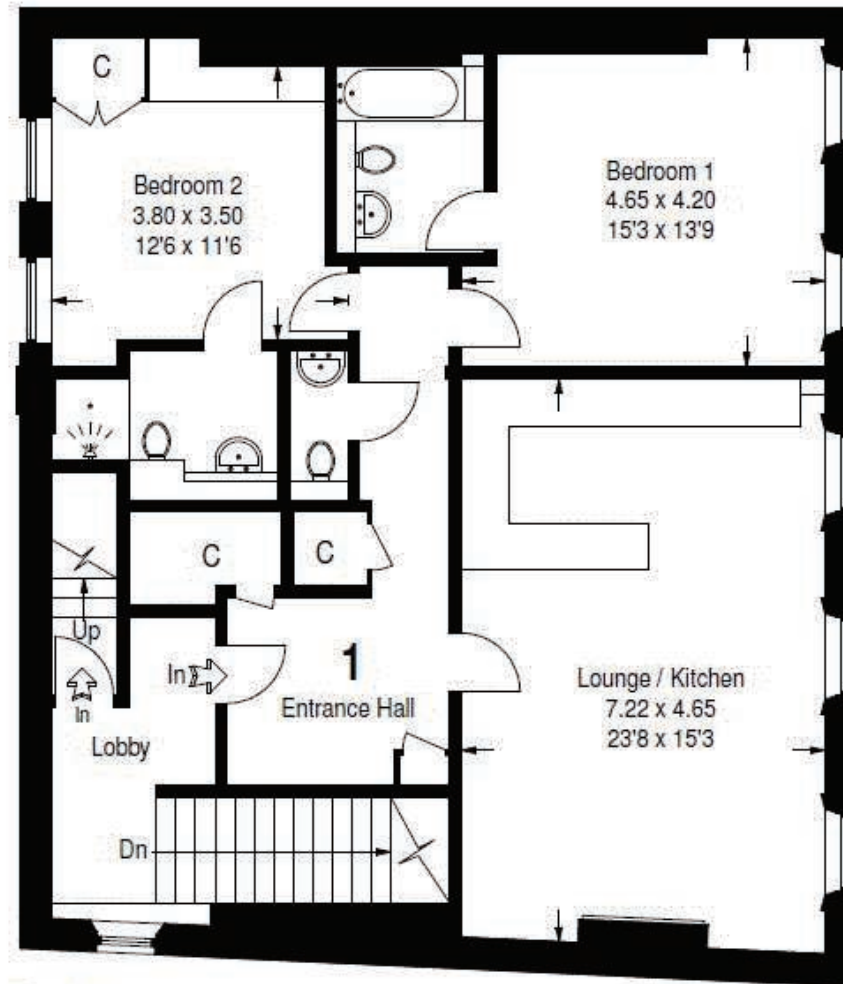 C
Bedroom 2
3.80 x 3.50
12'6 x 11'6
Bedroom 1
4.65 x 4.20
15'3 x 13'9
C
C
Up
In
In
1
Entrance Hall
Lobby
Lounge / Kitchen
7.22 x 4.65
23'8 x 15'3
Dn